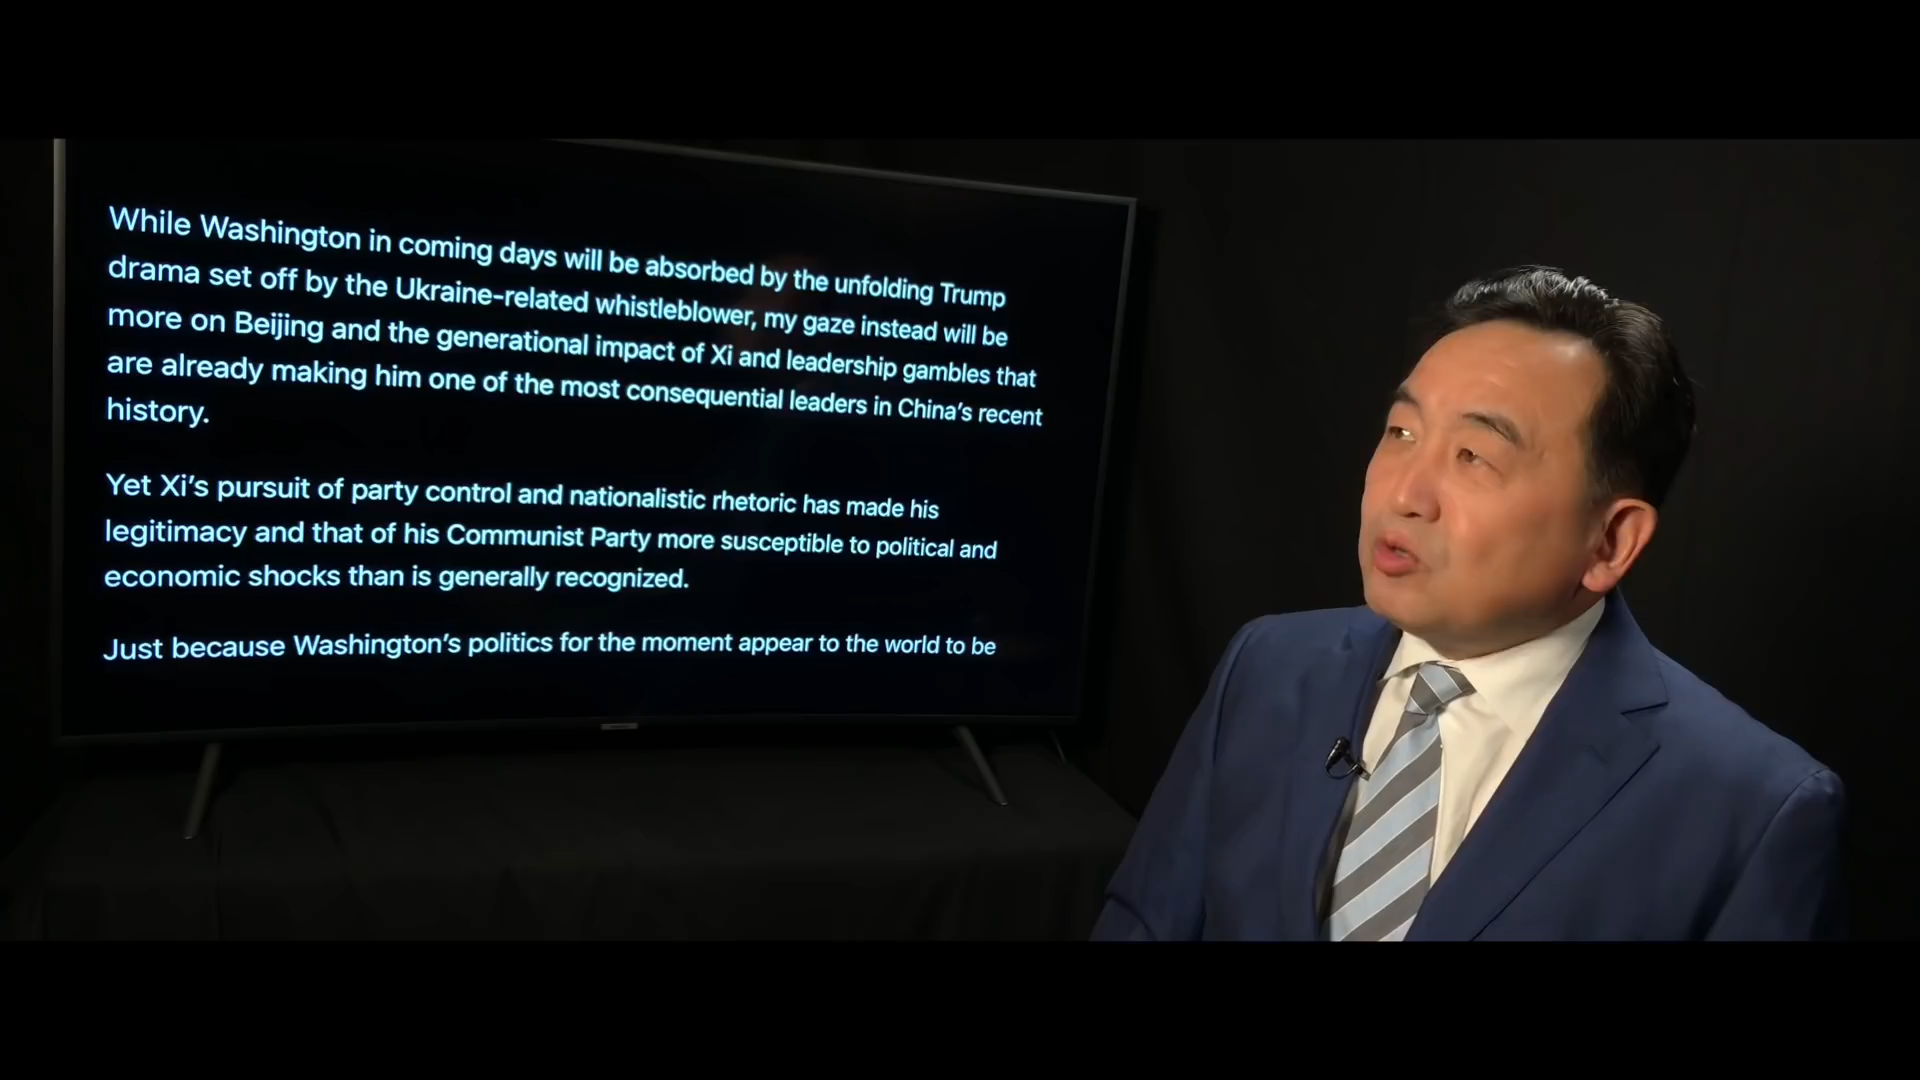 While Washington in coming days will be absorbed by the unfolding Trump
drama set off by the Ukraine-related whistleblower, my gaze instead will be
more on Beijing and the generational impact of Xi and leadership gambles that
are already making him one of the most consequential leaders in China’s recent
history.
Yet Xi’s pursuit of party control and nationalistic rhetoric has made his
legitimacy and that of his Communist Party more susceptible to political and
economic shocks than is generally recognized.
Just because Washington’s politics for the moment appear to the world to be